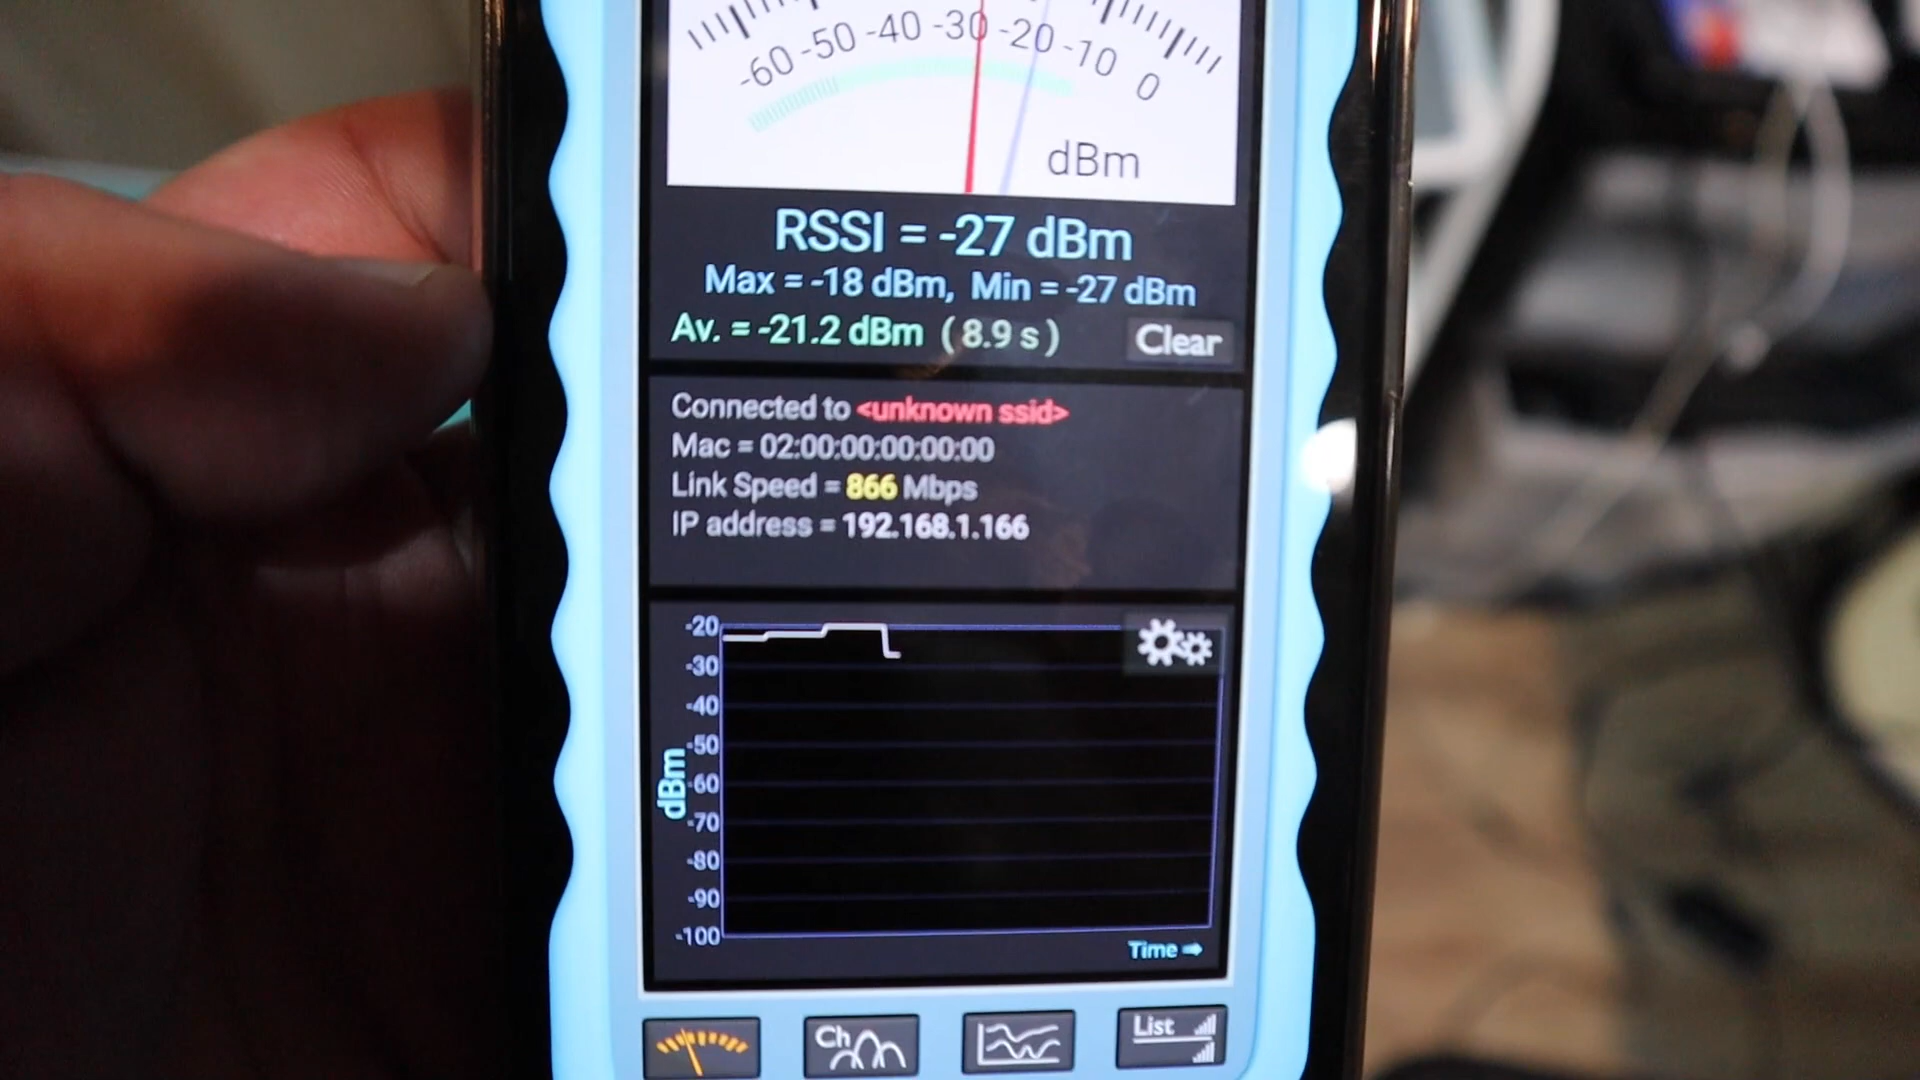 -60 -50 -40 -30 -20 -10 0
dBm
RSSI = -27 dBm
Max = -18 dBm, Min = -27 dBm
Av. = -21.2 dBm ( 8.9 s )
Clear
Connected to <unknown ssid>
Mac = 02:00:00:00:00:00
Link Speed = 866 Mbps
IP address = 192.168.1.166
-20
-30
-40
-50
-60
-70
-80
-90
-100
dBm
Time
Ch
List